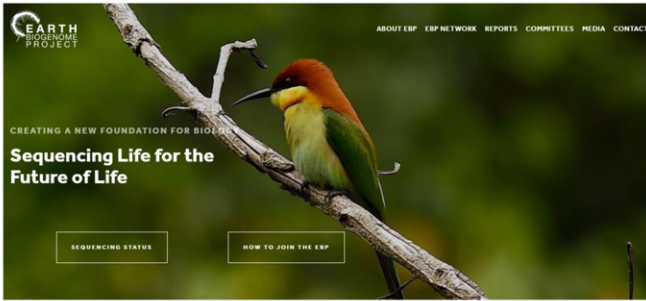 EARTH
BIOGENOME
PROJECT
ABOUT EBP EBP NETWORK REPORTS COMMITTEES MEDIA CONTACT
CREATING A NEW FOUNDATION FOR BIOLOGY
Sequencing Life for the
Future of Life
SEQUENCING STATUS HOW TO JOIN THE EBP